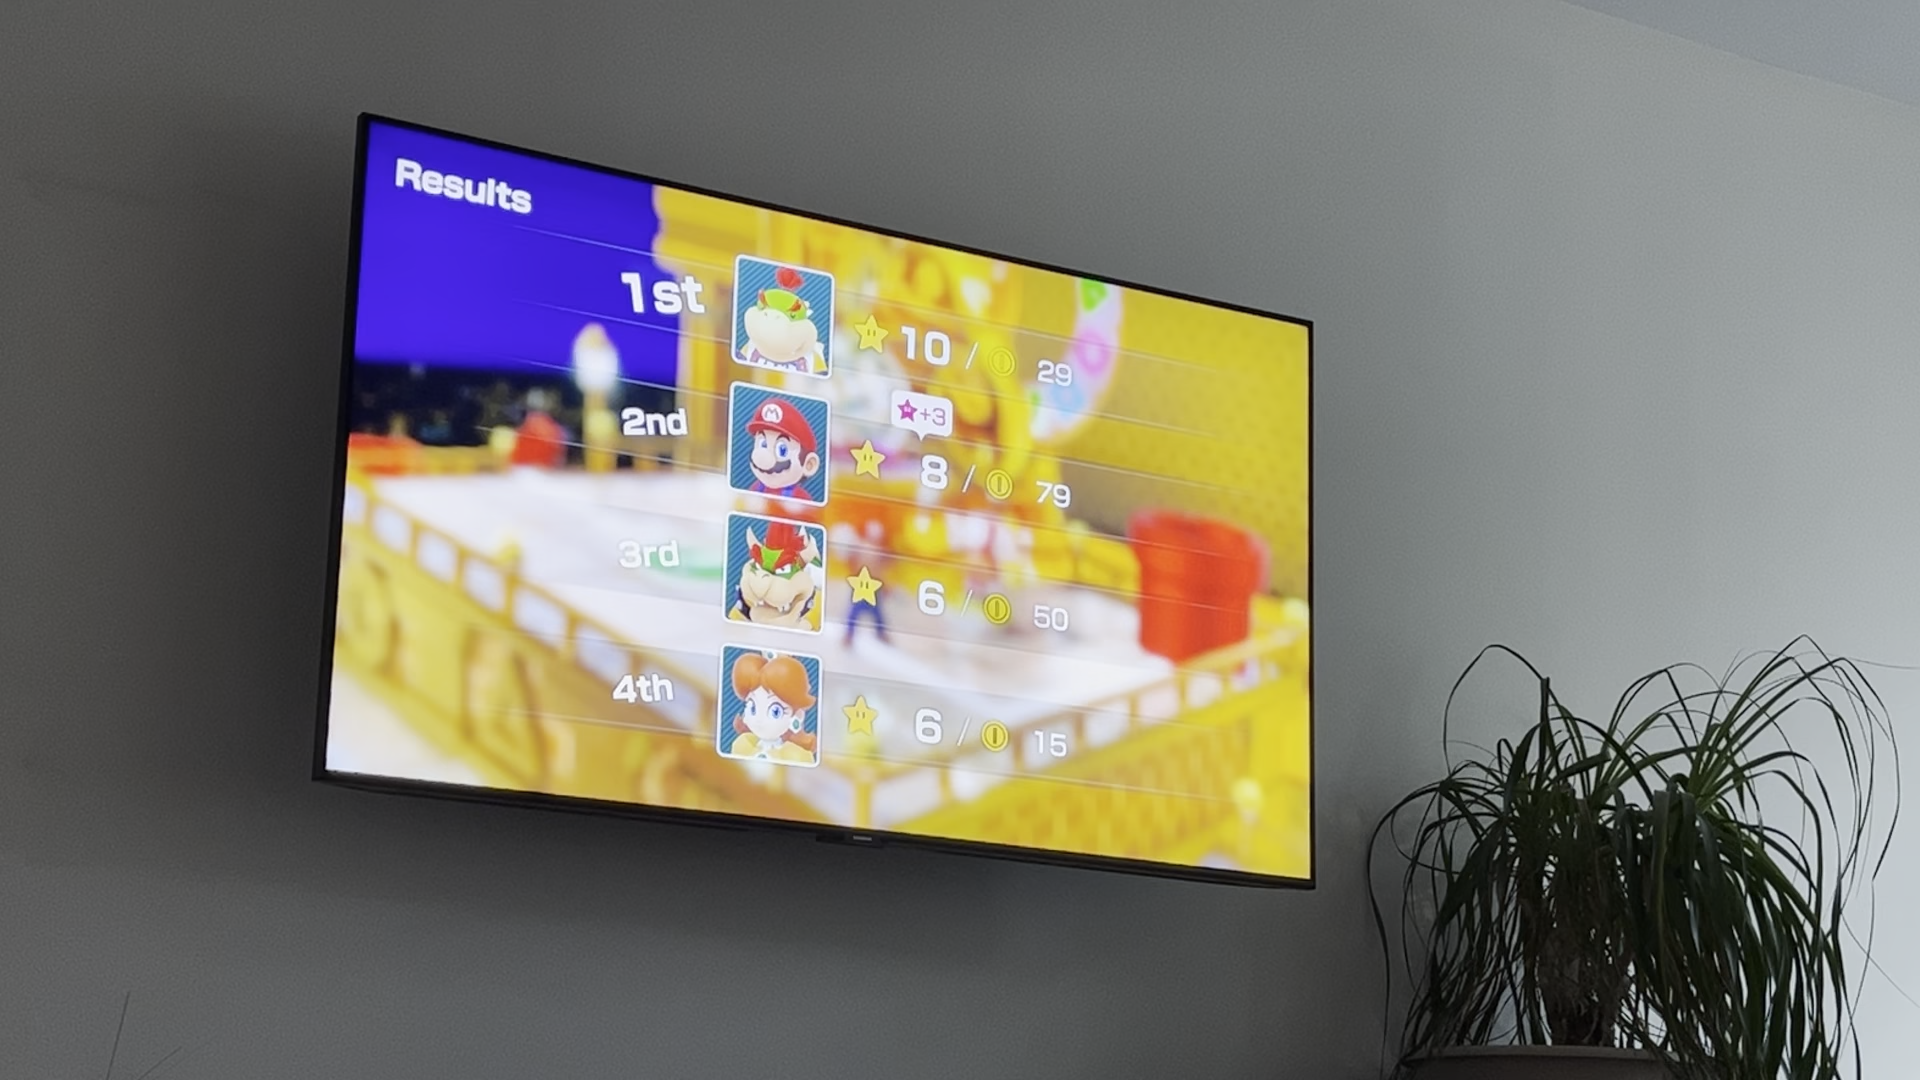 Results
1st 10 / 29
+3
2nd 8 / 79
3rd 6 / 50
4th 6 / 15